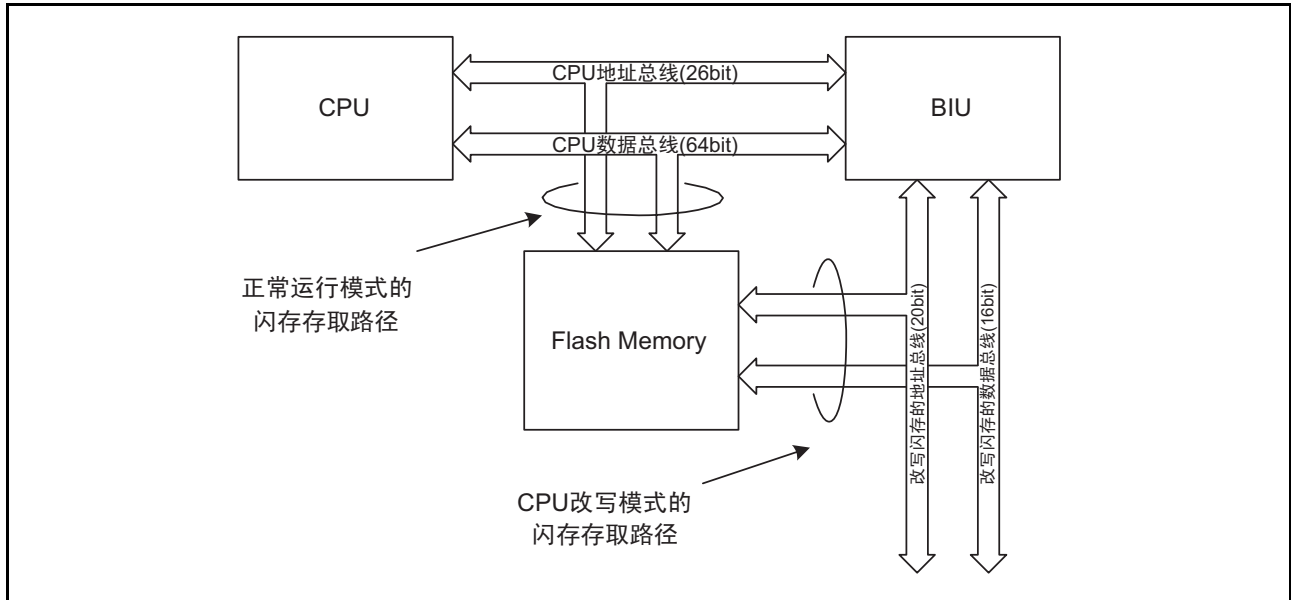 CPU地址总线(26bit)
CPU
BIU
CPU数据总线(64bit)
正常运行模式的
闪存存取路径
Flash Memory
改写闪存的地址总线(20bit)
改写闪存的数据总线(16bit)
CPU改写模式的
闪存存取路径